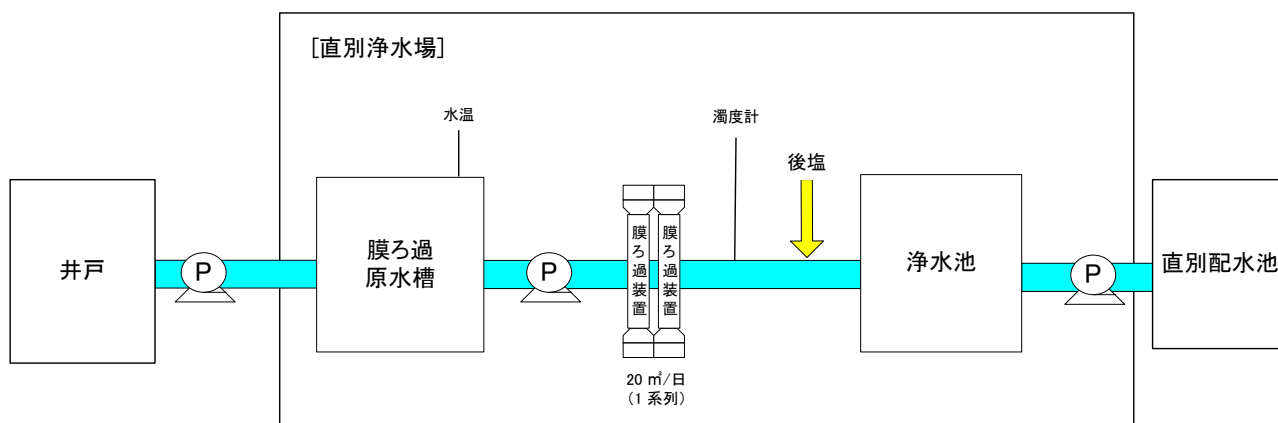 [直別浄水場]
水温
濁度計
後塩
井戸
P
膜ろ過
原水槽
P
膜ろ過装置
膜ろ過装置
浄水池
P
直別配水池
20 ㎥/日
(1 系列)